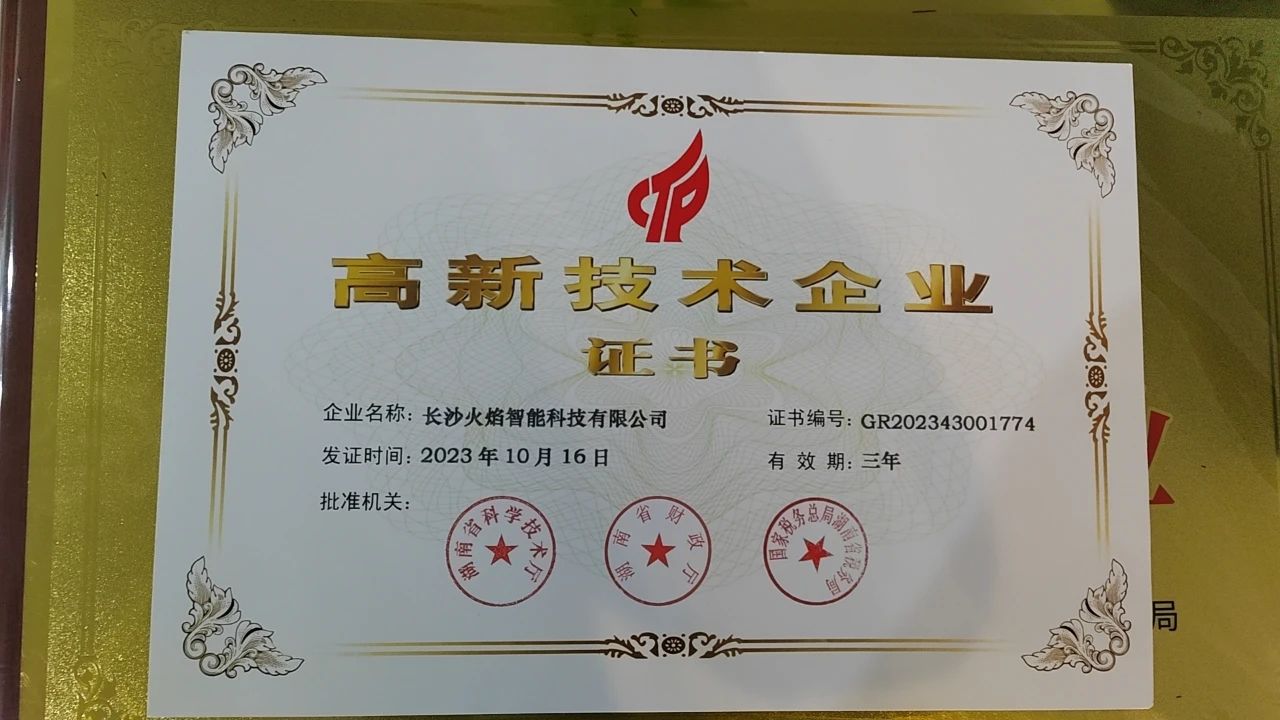 CTP
高新技术企业
证书
企业名称：长沙火焰智能科技有限公司
证书编号：GR202343001774
发证时间：2023年10月16日
有效期：三年
批准机关：
湖南省科学技术厅
湖南省财政厅
国家税务总局湖南省税务局
局